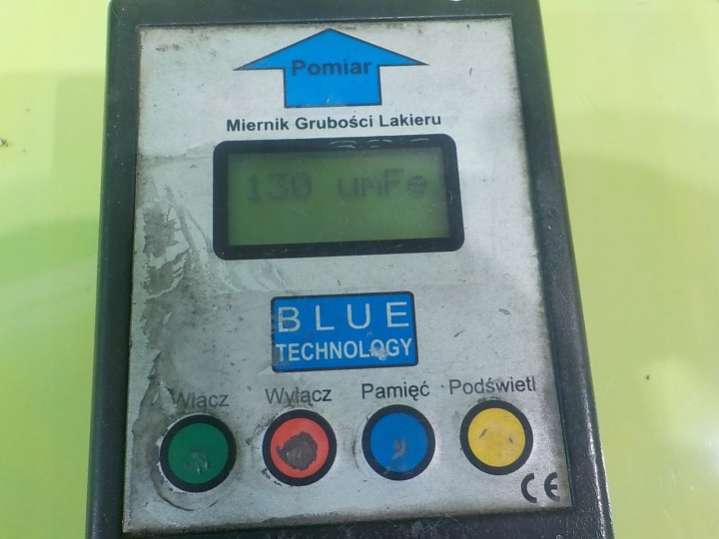 Pomiar
Miernik Grubości Lakieru
130 umFe
BLUE
TECHNOLOGY
Włącz Wyłącz Pamięć Podświetl
CE